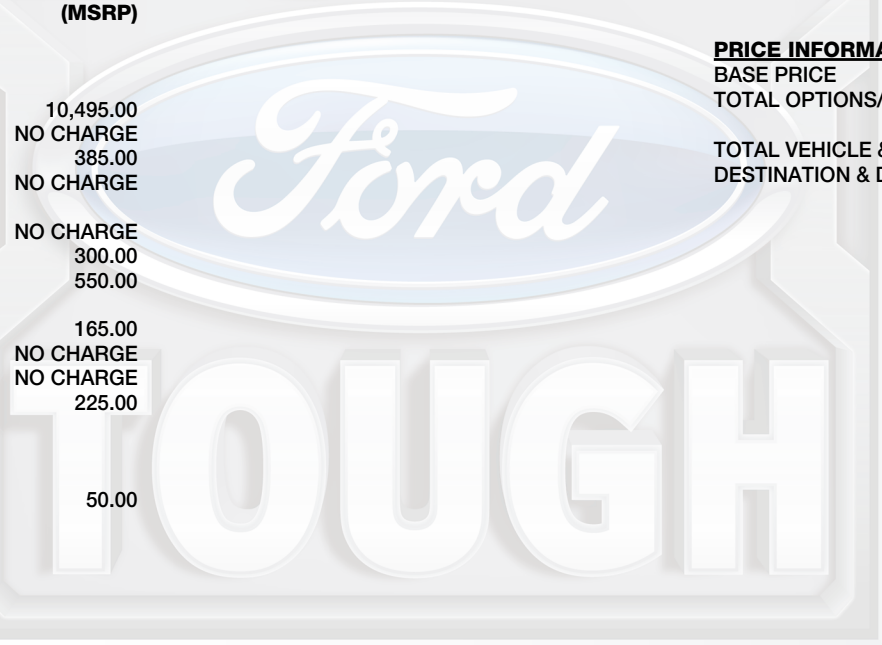 (MSRP)
10,495.00
NO CHARGE
385.00
NO CHARGE
NO CHARGE
300.00
550.00
165.00
NO CHARGE
NO CHARGE
225.00
50.00
PRICE INFORMA
BASE PRICE
TOTAL OPTIONS/
TOTAL VEHICLE &
DESTINATION & D
Ford
TOUGH